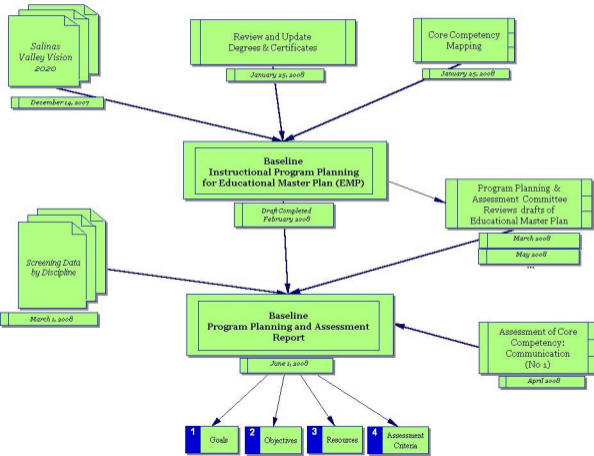 Salinas
Valley Vision
2020
December 14, 2007
Review and Update
Degrees & Certificates
January 25, 2008
Core Competency
Mapping
January 25, 2008
Baseline
Instructional Program Planning
for Educational Master Plan (EMP)
Draft Completed
February 2008
Program Planning &
Assessment Committee
Reviews drafts of
Educational Master Plan
March 2008
May 2008
...
Screening Data
by Discipline
March 1, 2008
Baseline
Program Planning and Assessment
Report
June 1, 2008
Assessment of Core
Competency:
Communication
(No 1)
April 2008
1 Goals
2 Objectives
3 Resources
4 Assessment
Criteria